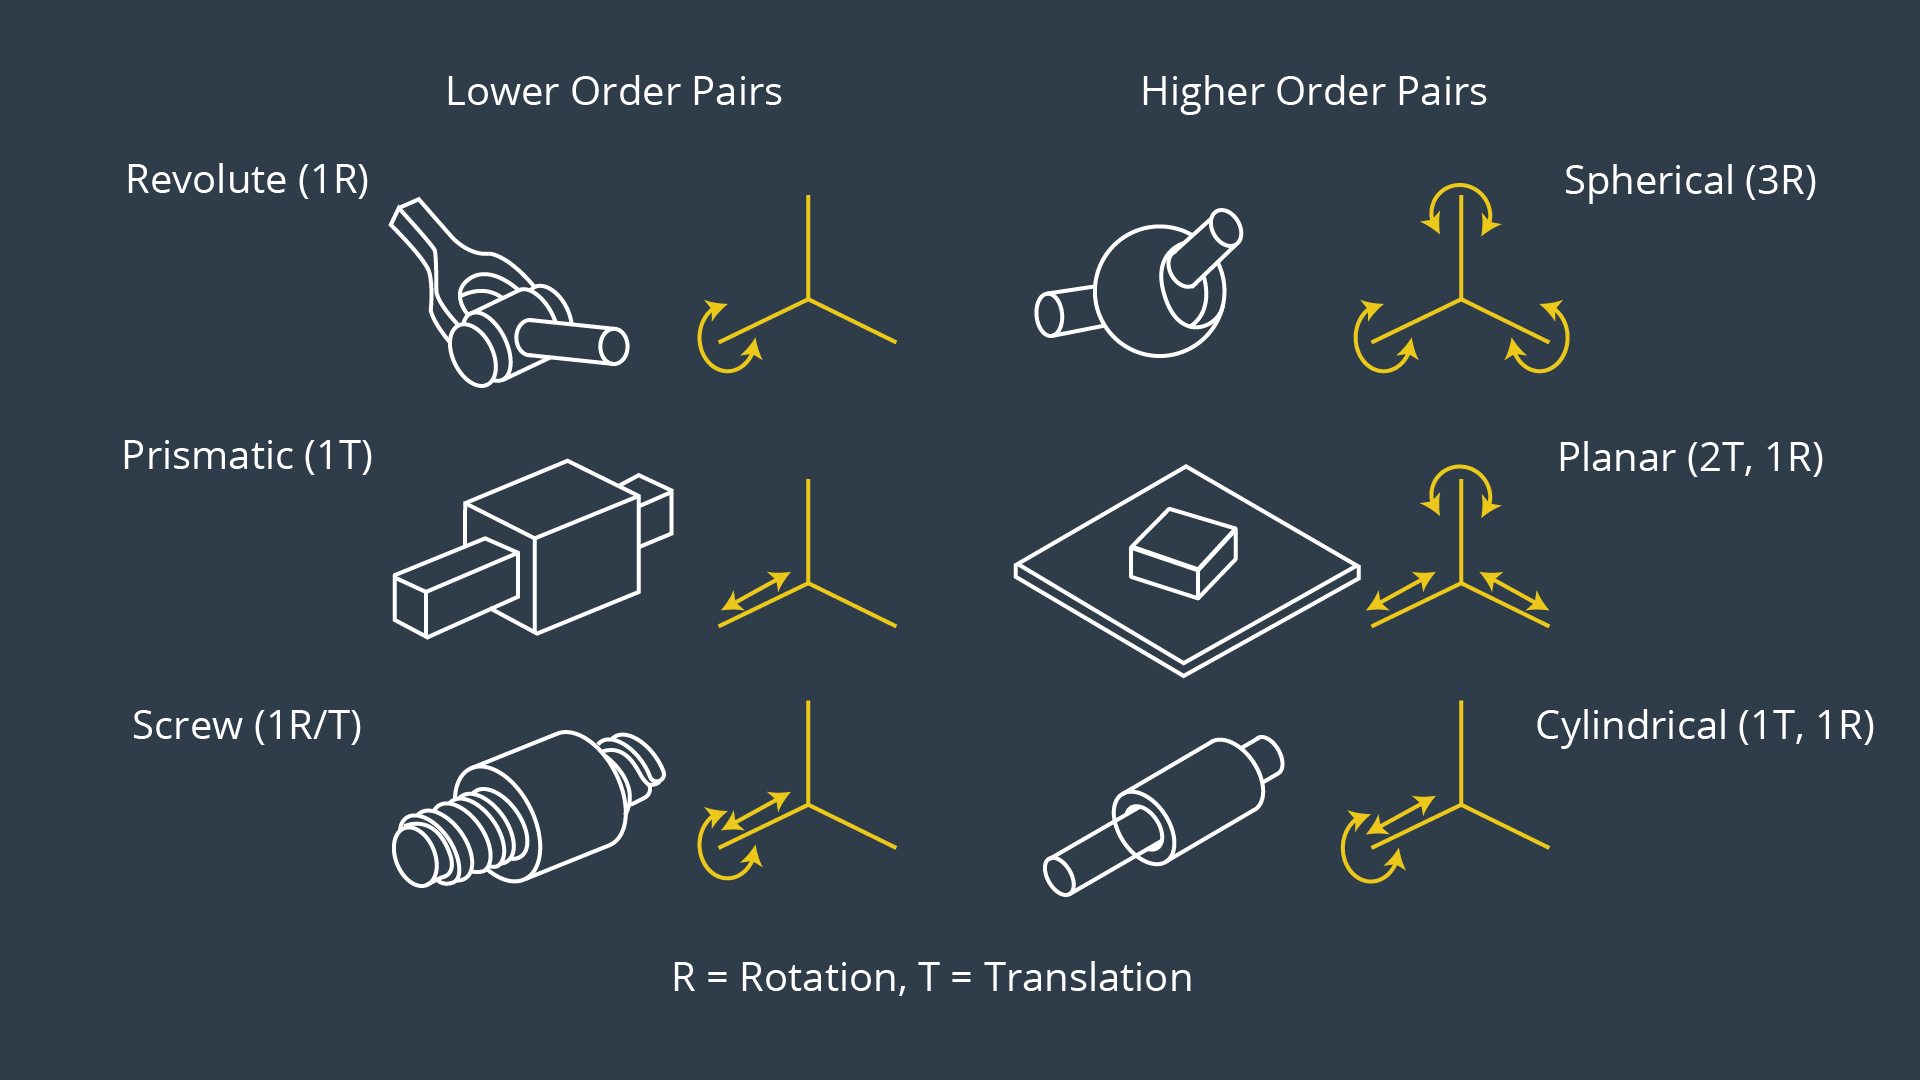 Lower Order Pairs
Higher Order Pairs
Revolute (1R)
Spherical (3R)
Prismatic (1T)
Planar (2T, 1R)
Screw (1R/T)
Cylindrical (1T, 1R)
R = Rotation, T = Translation